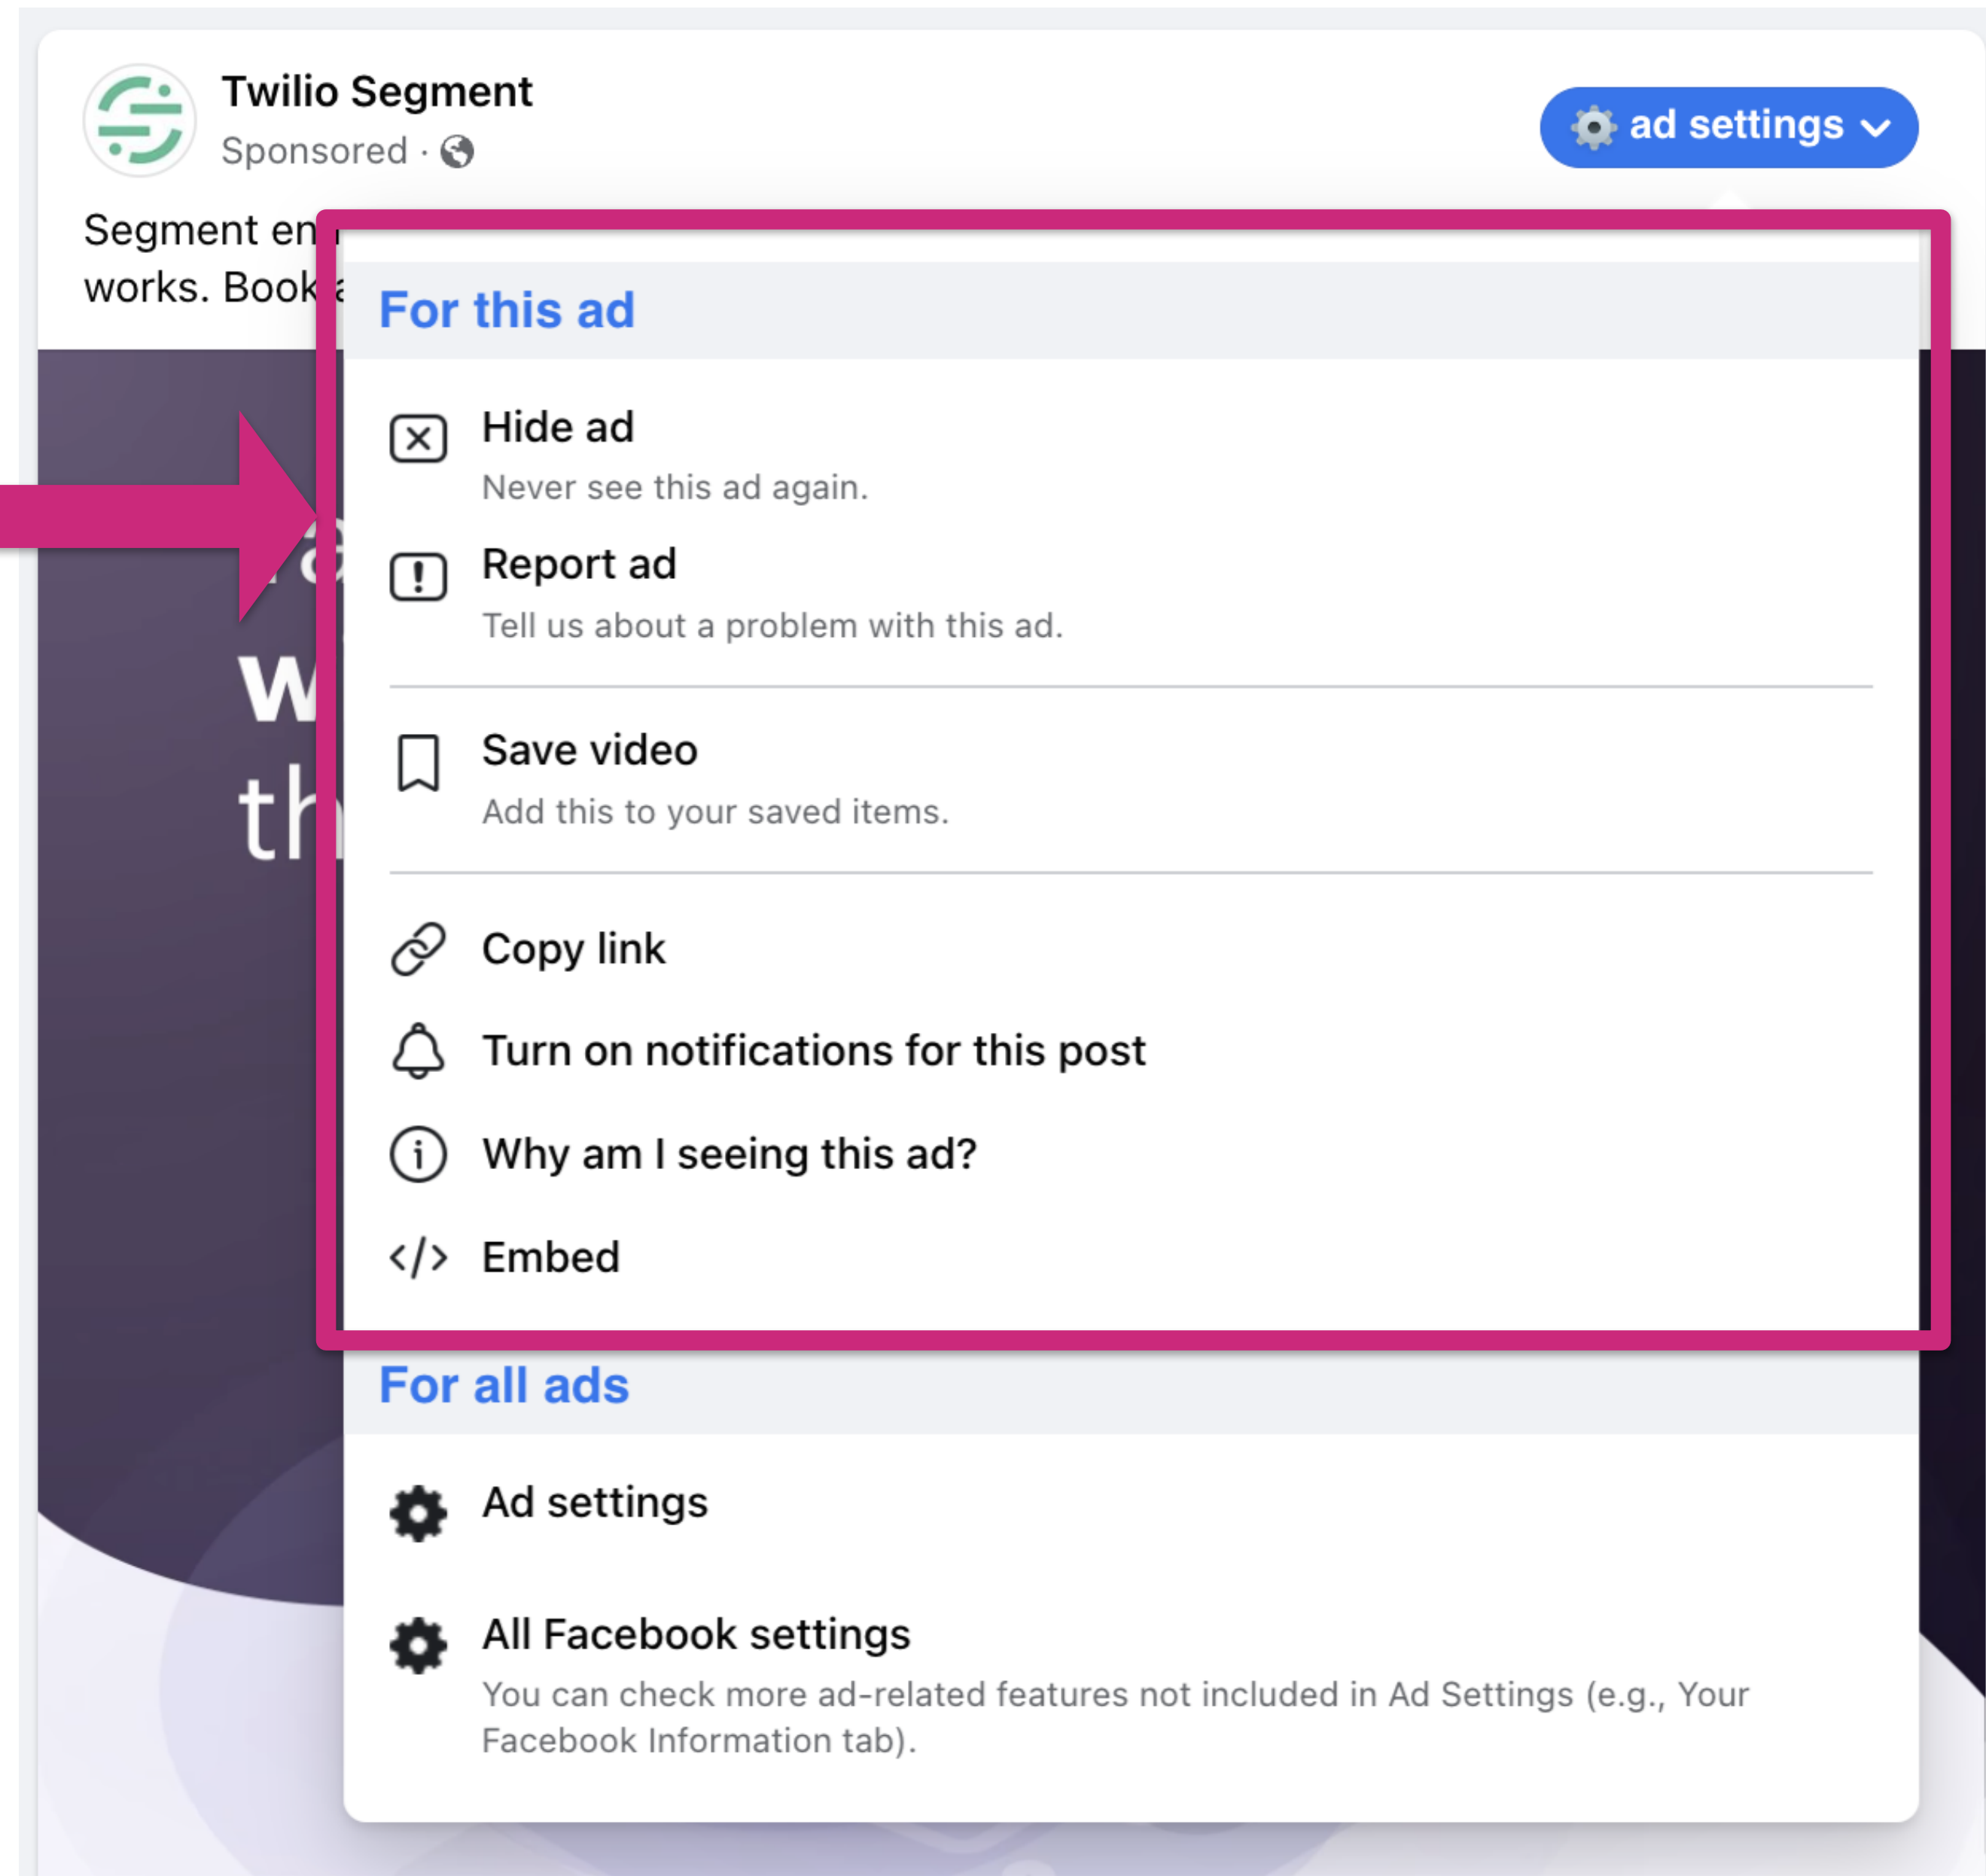 Twilio Segment
Sponsored ·
ad settings
Segment en
works. Book
For this ad
Hide ad
Never see this ad again.
Report ad
Tell us about a problem with this ad.
Save video
Add this to your saved items.
Copy link
Turn on notifications for this post
Why am I seeing this ad?
Embed
For all ads
Ad settings
All Facebook settings
You can check more ad-related features not included in Ad Settings (e.g., Your
Facebook Information tab).